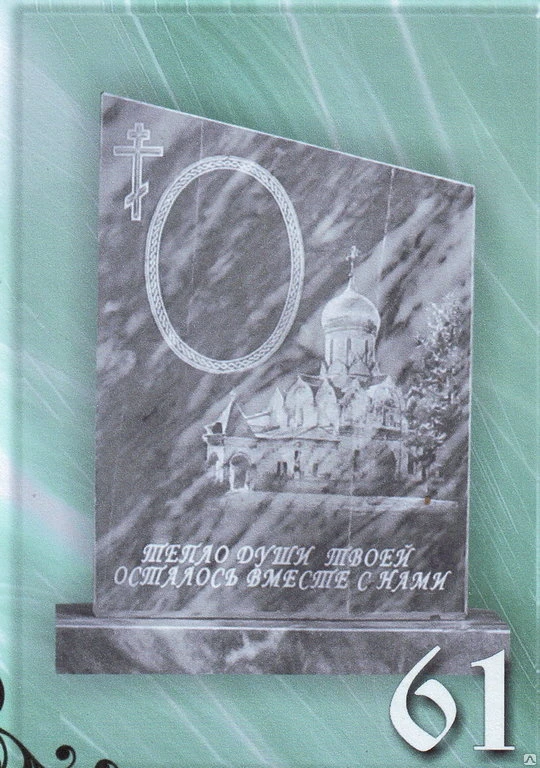 ТЕПЛО ДУШИ ТВОЕЙ
ОСТАЛОСЬ ВМЕСТЕ С НАМИ
61